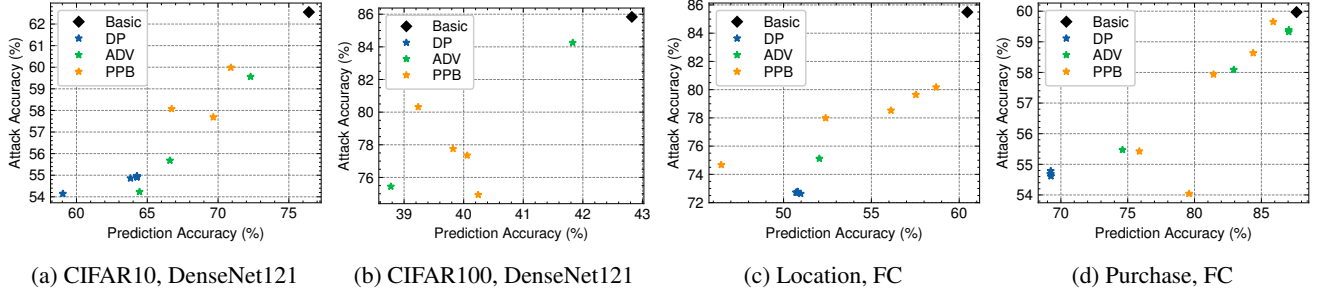 62
61
60
59
58
57
56
55
54
60
65
70
75
Attack Accuracy (%)
Prediction Accuracy (%)
Basic
DP
ADV
PPB
(a) CIFAR10, DenseNet121
86
84
82
80
78
76
39
40
41
42
43
Attack Accuracy (%)
Prediction Accuracy (%)
Basic
DP
ADV
PPB
(b) CIFAR100, DenseNet121
86
84
82
80
78
76
74
72
50
55
60
Attack Accuracy (%)
Prediction Accuracy (%)
Basic
DP
ADV
PPB
(c) Location, FC
60
59
58
57
56
55
54
70
75
80
85
Attack Accuracy (%)
Prediction Accuracy (%)
Basic
DP
ADV
PPB
(d) Purchase, FC